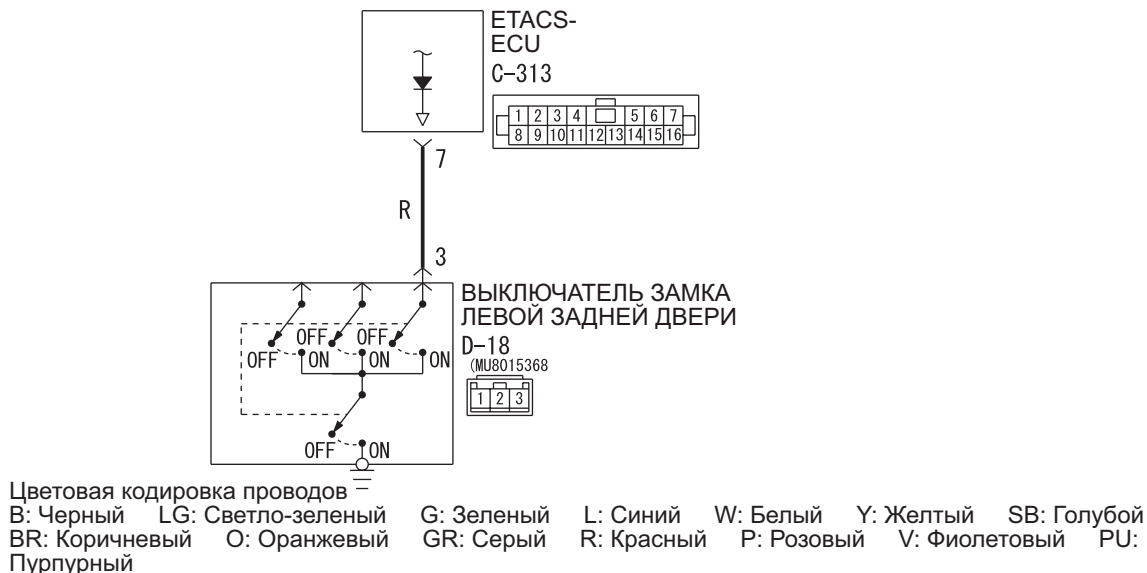 ETACS-
ECU
C-313
1 2 3 4 5 6 7
8 9 10 11 12 13 14 15 16
7
R
3
ВЫКЛЮЧАТЕЛЬ ЗАМКА
ЛЕВОЙ ЗАДНЕЙ ДВЕРИ
OFF OFF
OFF ON ON ON
D-18
(MU8015368
1 2 3
OFF ON
Цветовая кодировка проводов
B: Черный LG: Светло-зеленый G: Зеленый L: Синий W: Белый Y: Желтый SB: Голубой
BR: Коричневый O: Оранжевый GR: Серый R: Красный P: Розовый V: Фиолетовый PU:
Пурпурный